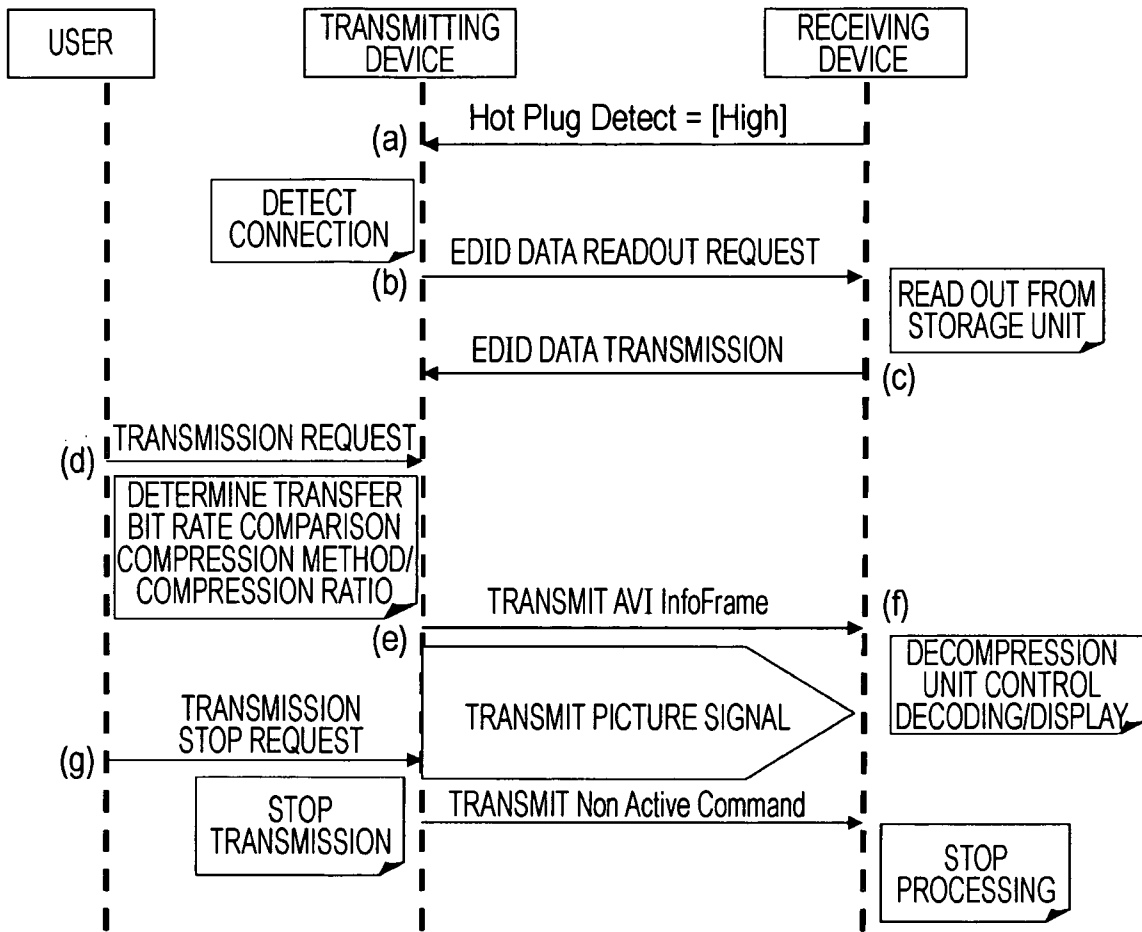 USER
TRANSMITTING
DEVICE
RECEIVING
DEVICE
Hot Plug Detect = [High]
(a)
DETECT
CONNECTION
EDID DATA READOUT REQUEST
(b)
READ OUT FROM
STORAGE UNIT
EDID DATA TRANSMISSION
(c)
TRANSMISSION REQUEST
(d)
DETERMINE TRANSFER
BIT RATE COMPARISON
COMPRESSION METHOD/
COMPRESSION RATIO
TRANSMIT AVI InfoFrame
(f)
(e)
DECOMPRESSION
UNIT CONTROL
DECODING/DISPLAY
TRANSMIT PICTURE SIGNAL
TRANSMISSION
STOP REQUEST
(g)
STOP
TRANSMISSION
TRANSMIT Non Active Command
STOP
PROCESSING